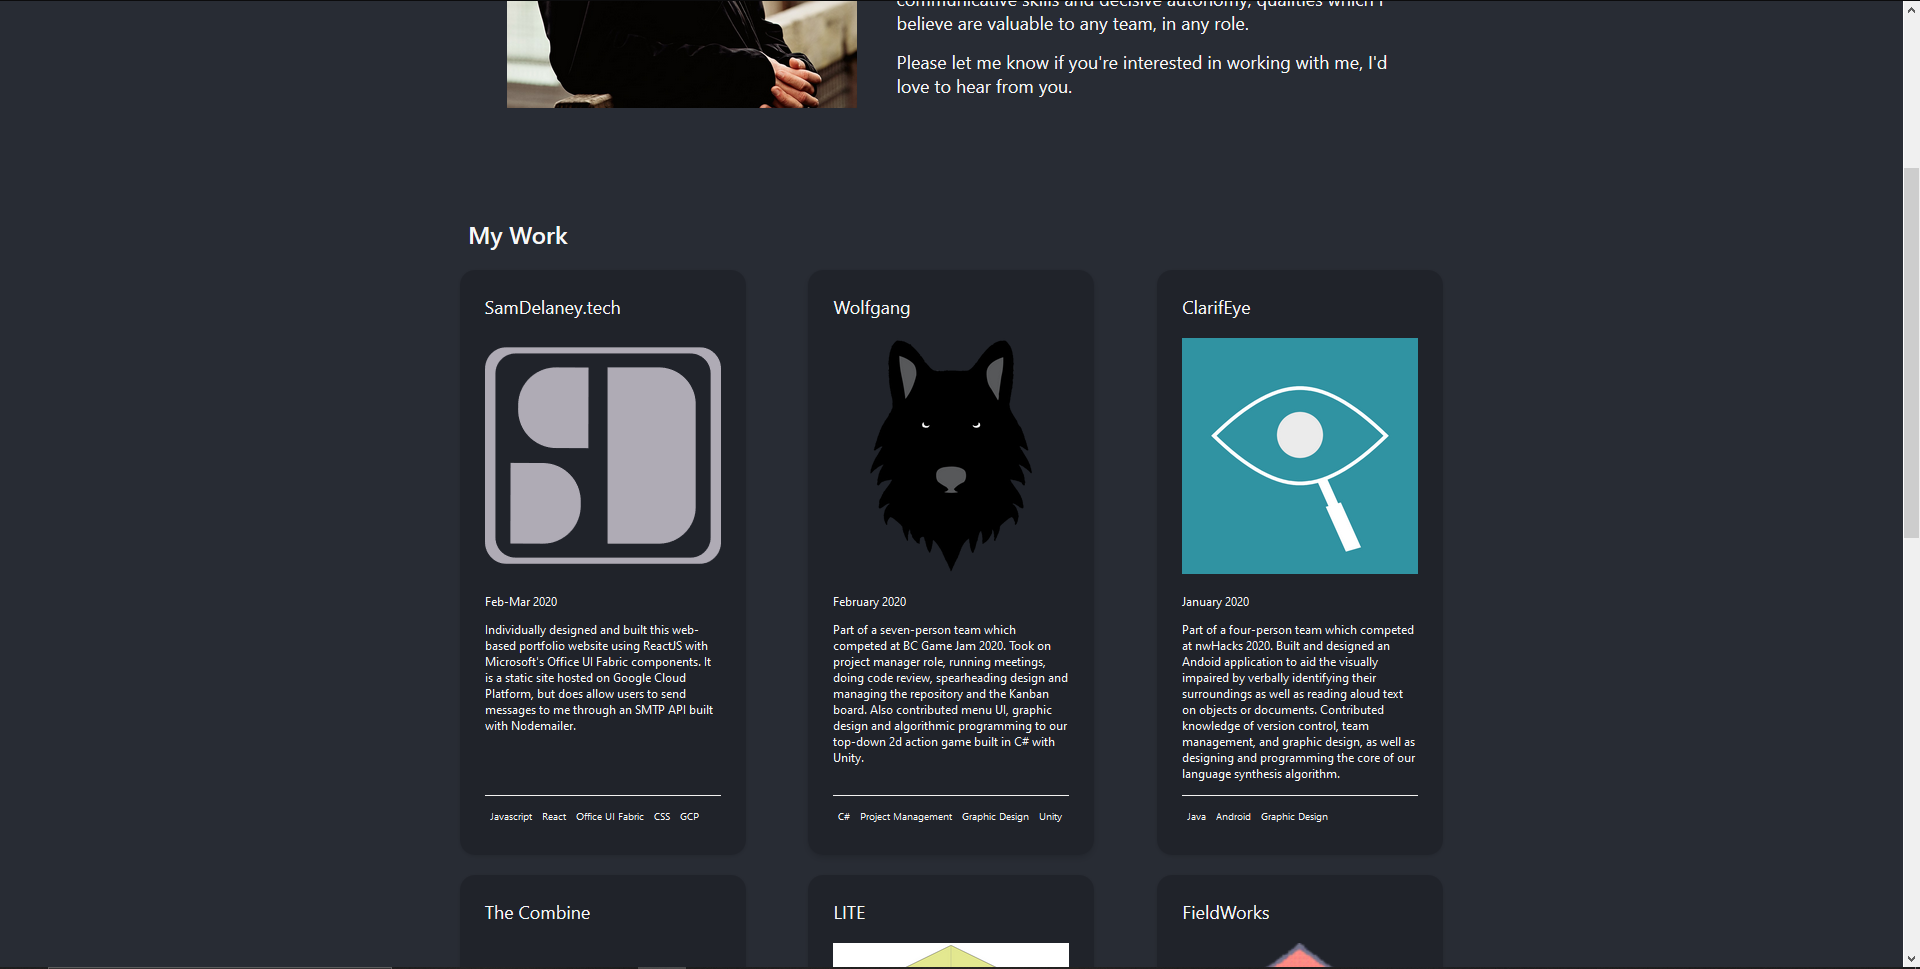 communicative skills and decisive autonomy, qualities which I
believe are valuable to any team, in any role.
Please let me know if you're interested in working with me, I'd
love to hear from you.
My Work
SamDelaney.tech
SD
Feb-Mar 2020
Individually designed and built this web-
based portfolio website using ReactJS with
Microsoft's Office UI Fabric components. It
is a static site hosted on Google Cloud
Platform, but does allow users to send
messages to me through an SMTP API built
with Nodemailer.
Javascript React Office UI Fabric CSS GCP
Wolfgang
February 2020
Part of a seven-person team which
competed at BC Game Jam 2020. Took on
project manager role, running meetings,
doing code review, spearheading design and
managing the repository and the Kanban
board. Also contributed menu UI, graphic
design and algorithmic programming to our
top-down 2d action game built in C# with
Unity.
C# Project Management Graphic Design Unity
ClarifEye
January 2020
Part of a four-person team which competed
at nwHacks 2020. Built and designed an
Andoid application to aid the visually
impaired by verbally identifying their
surroundings as well as reading aloud text
on objects or documents. Contributed
knowledge of version control, team
management, and graphic design, as well as
designing and programming the core of our
language synthesis algorithm.
Java Android Graphic Design
The Combine
LITE
FieldWorks